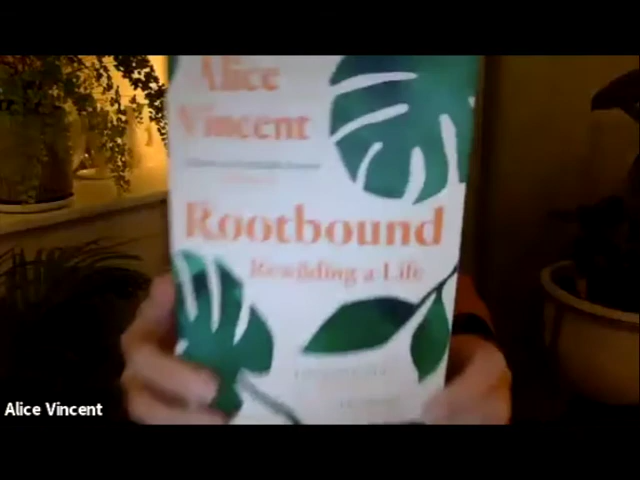 Alice
Vincent
Rootbound
Rewilding a Life
Alice Vincent